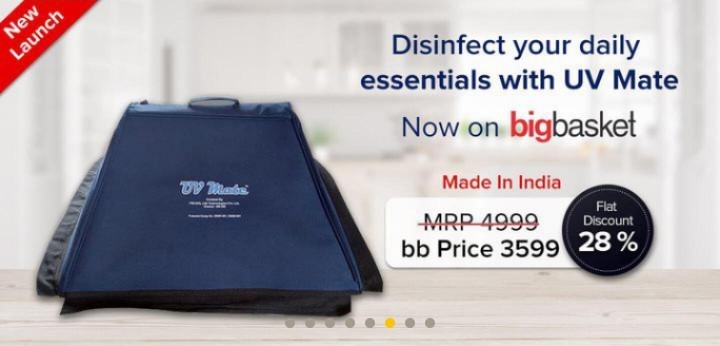 New
Launch
Disinfect your daily
essentials with UV Mate
Now on bigbasket
UV Mate
Made In India
MRP 4999
bb Price 3599
Flat
Discount
28 %